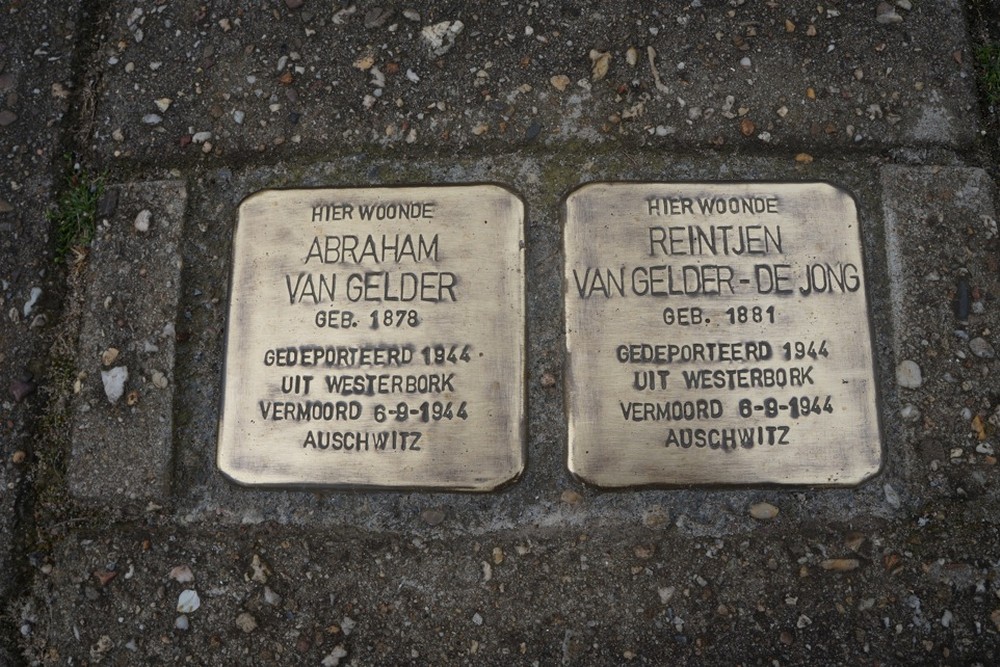 HIER WOONDE
ABRAHAM
VAN GELDER
GEB. 1878
GEDEPORTEERD 1944
UIT WESTERBORK
VERMOORD 6-9-1944
AUSCHWITZ
HIER WOONDE
REINTJEN
VAN GELDER-DE JONG
GEB. 1881
GEDEPORTEERD 1944
UIT WESTERBORK
VERMOORD 6-9-1944
AUSCHWITZ